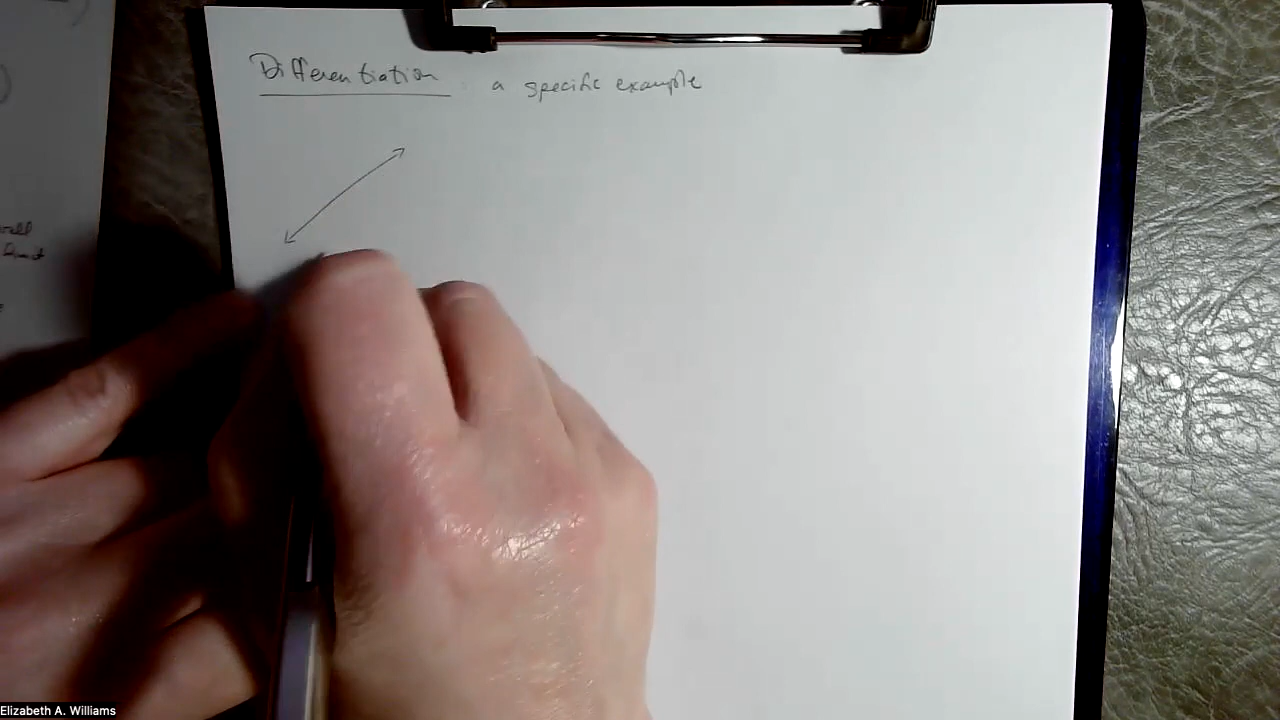 Differentiation : a specific example
Elizabeth A. Williams